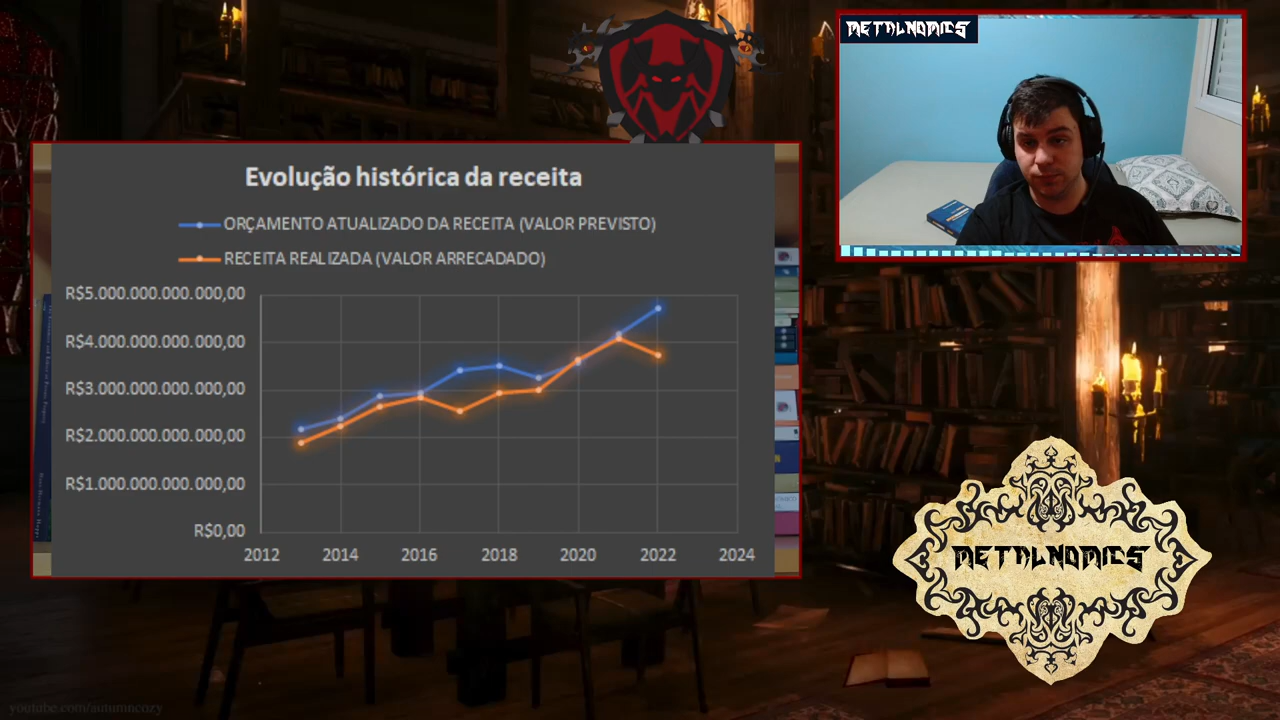 METALNOMICS
Evolução histórica da receita
ORÇAMENTO ATUALIZADO DA RECEITA (VALOR PREVISTO)
RECEITA REALIZADA (VALOR ARRECADADO)
R$5.000.000.000.000,00
R$4.000.000.000.000,00
R$3.000.000.000.000,00
R$2.000.000.000.000,00
R$1.000.000.000.000,00
R$0,00
2012 2014 2016 2018 2020 2022 2024
METALNOMICS
youtube.com/autumncozy